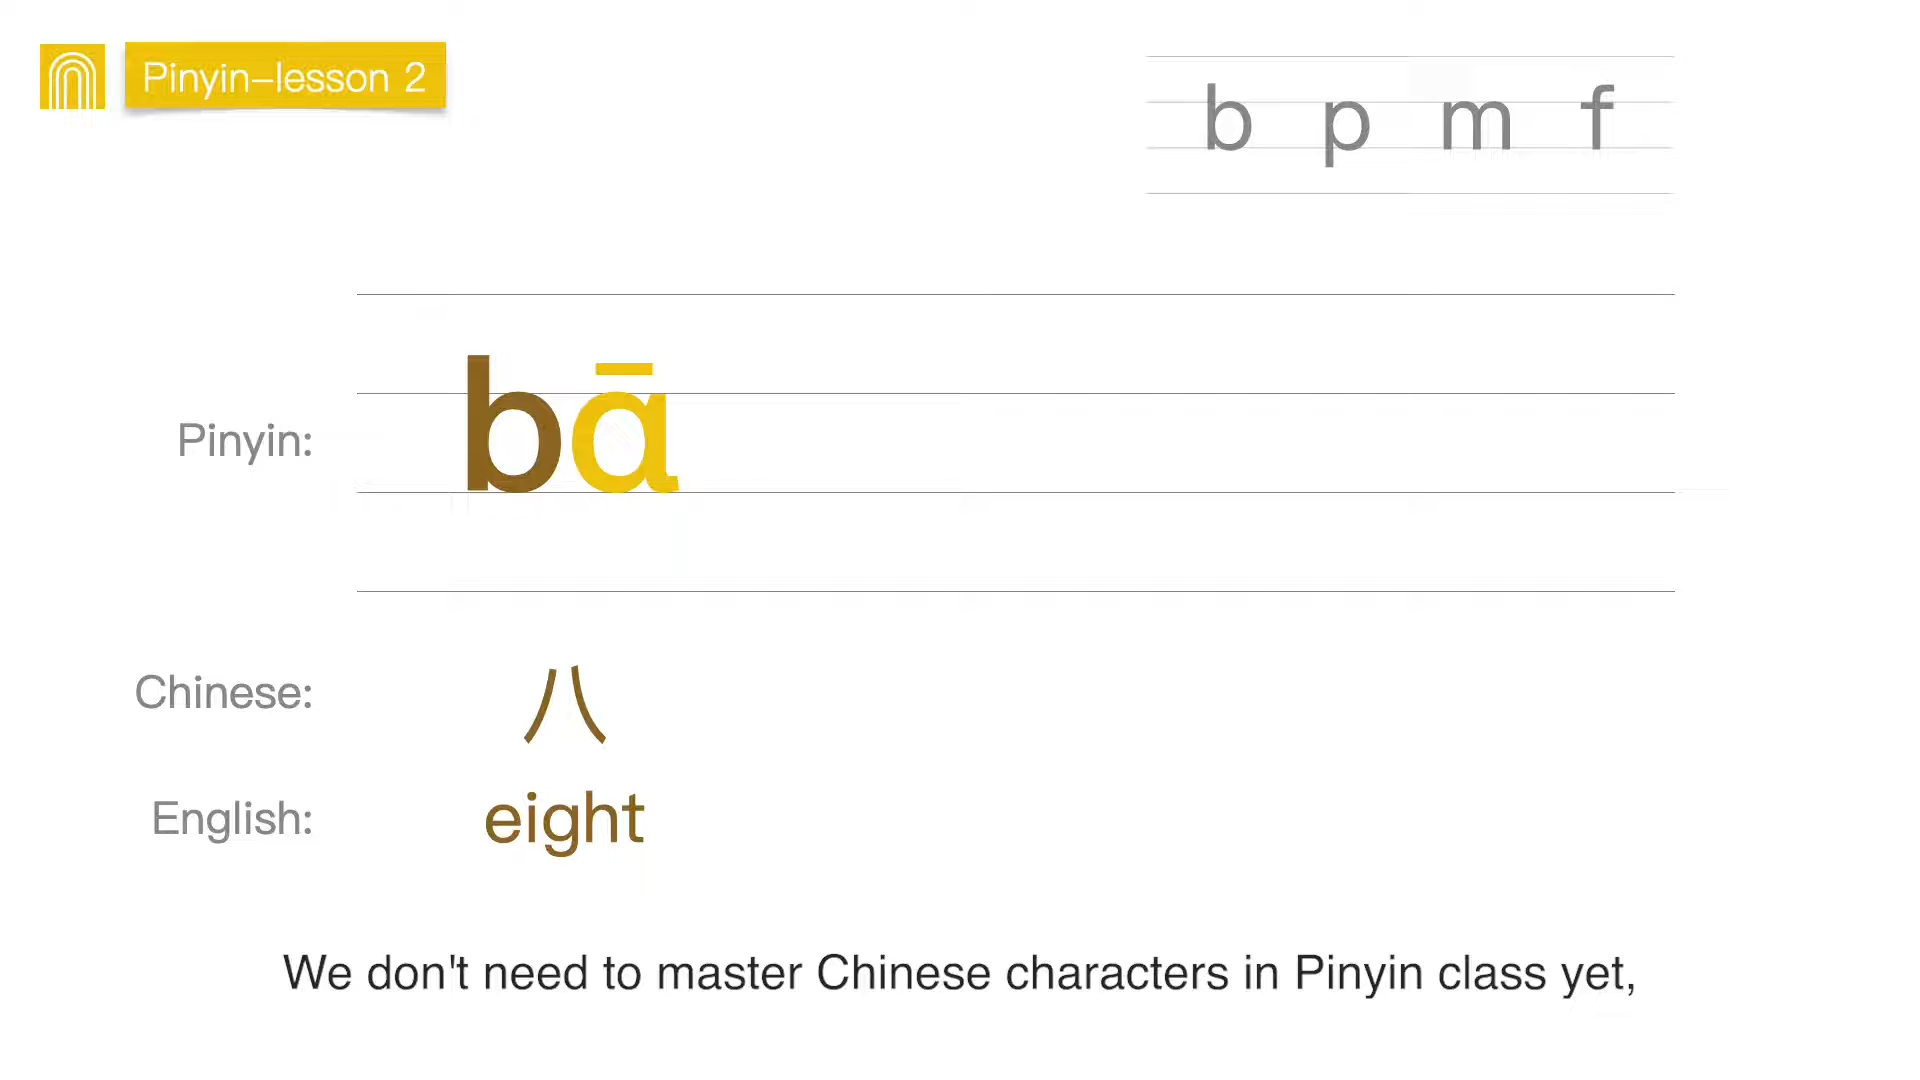 Pinyin–lesson 2
b p m f
Pinyin: bā
Chinese: 八
English: eight
We don't need to master Chinese characters in Pinyin class yet,